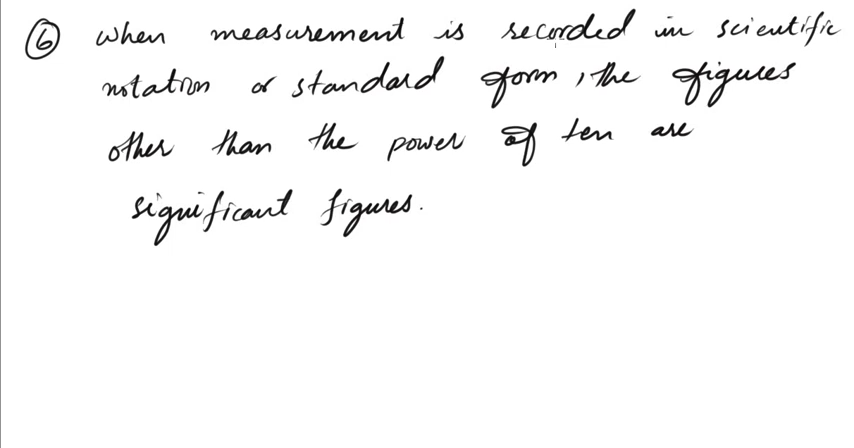 ⑥ when measurement is recorded in scientific
notation or standard form, the figures
other than the power of ten are
significant figures.